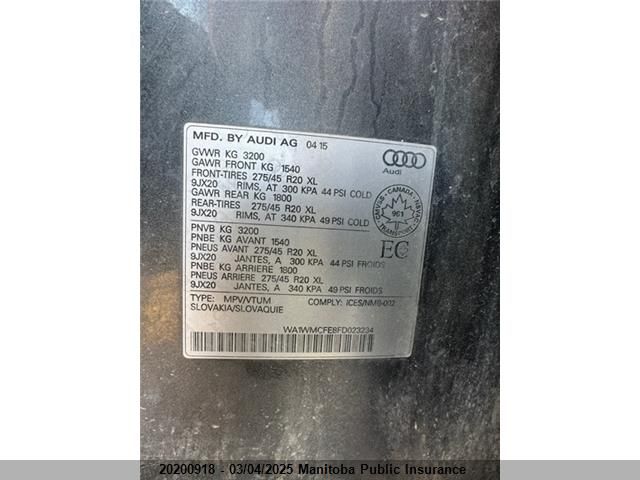 MFD. BY AUDI AG 04 15
GVWR KG 3200
GAWR FRONT KG 1540
FRONT-TIRES 275/45 R20 XL
9JX20 RIMS, AT 300 KPA 44 PSI COLD
GAWR REAR KG 1800
REAR-TIRES 275/45 R20 XL
9JX20 RIMS, AT 340 KPA 49 PSI COLD
Audi
CANADA
961
TRANSPORT
PNVB KG 3200
PNBE KG AVANT 1540
PNEUS AVANT 275/45 R20 XL
9JX20 JANTES, A 300 KPA 44 PSI FROIDS
PNBE KG ARRIERE 1800
PNEUS ARRIERE 275/45 R20 XL
9JX20 JANTES, A 340 KPA 49 PSI FROIDS
EC
TYPE: MPV/VTUM COMPLY: ICES/NMB-002
SLOVAKIA/SLOVAQUIE
WA1WMCFE8FD023234
20200918 - 03/04/2025 Manitoba Public Insurance